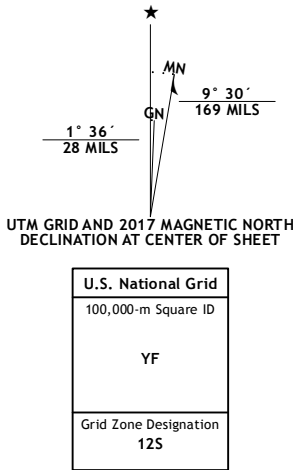 ★
MN
GN
9° 30´
169 MILS
1° 36´
28 MILS
UTM GRID AND 2017 MAGNETIC NORTH
DECLINATION AT CENTER OF SHEET
U.S. National Grid
100,000-m Square ID
YF
Grid Zone Designation
12S